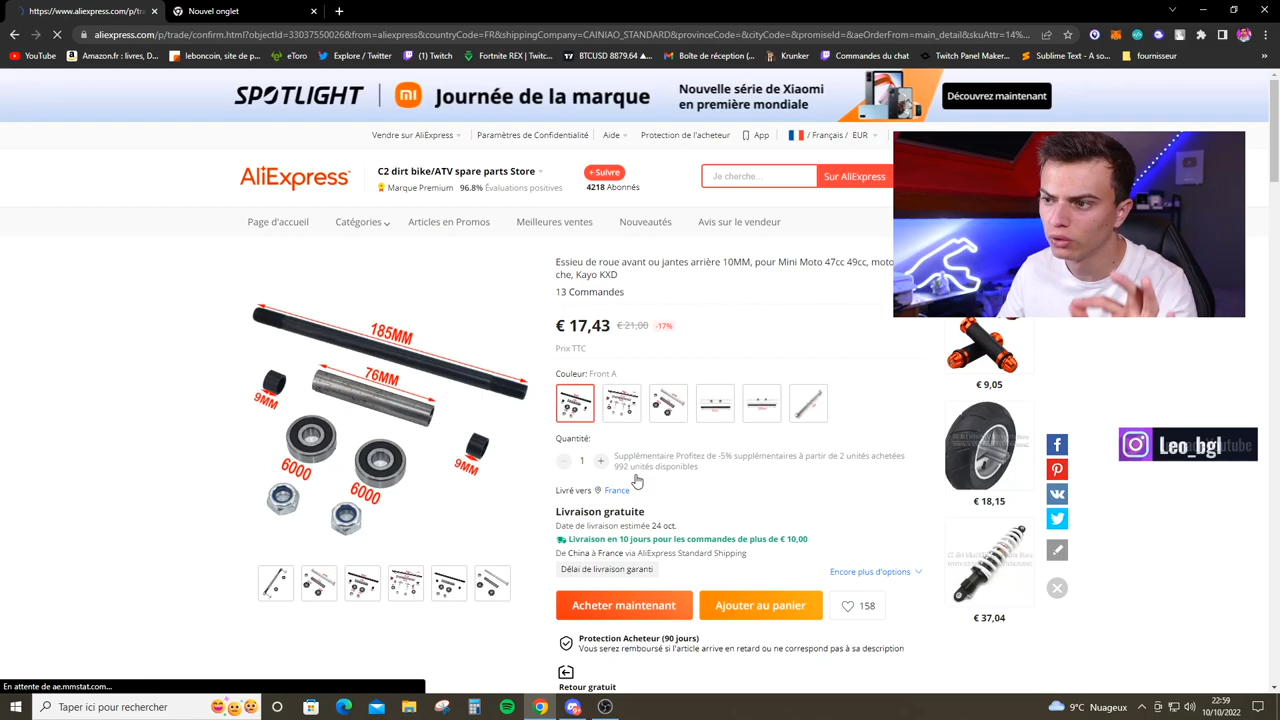 https://www.aliexpress.com/p/tra
Nouvel onglet
aliexpress.com/p/trade/confirm.html?objectId=33037550026&from=aliexpress&countryCode=FR&shippingCompany=CAINIAO_STANDARD&provinceCode=&cityCode=&promiseId=&aeOrderFrom=main_detail&skuAttr=14%...
Amazon.fr : livres, D...
leboncoin, site de p...
eToro
Explore / Twitter
(1) Twitch
Fortnite Tracker - F...
BTCUSD 8879.64 ▲...
Boîte de réception (...
Krunker
Commandes du chat
Sublime Text - A so...
fournisseur
SPOTLIGHT
Journée de la marque
Nouvelle série de Xiaomi
en première mondiale
Découvrez maintenant
Vendre sur AliExpress
Paramètres de Confidentialité
Aide
Protection de l'acheteur
App
/ Français / EUR
AliExpress
C2 dirt bike/ATV spare parts Store
Marque Premium 96.8% Évaluations positives
+ Suivre
4218 Abonnés
Je cherche...
Sur AliExpress
Page d'accueil
Catégories
Articles en Promos
Meilleures ventes
Nouveautés
Avis sur le vendeur
Essieu de roue avant ou jantes arrière 10MM, pour Mini Moto 47cc 49cc, moto
che, Kayo KXD
13 Commandes
€ 17,43 € 21,00 -17%
Prix TTC
Couleur: Front A
185MM
76MM
9MM
9MM
6000
6000
Quantité:
1
Supplémentaire Profitez de -5% supplémentaires à partir de 2 unités achetées
992 unités disponibles
Livré vers France
Livraison gratuite
Date de livraison estimée 24 oct.
Livraison en 10 jours pour les commandes de plus de € 10,00
De China à France via AliExpress Standard Shipping
Délai de livraison garanti
Encore plus d'options
Acheter maintenant
Ajouter au panier
158
Protection Acheteur (90 jours)
Vous serez remboursé si l'article arrive en retard ou ne correspond pas à sa description
Retour gratuit
€ 9,05
€ 18,15
€ 37,04
Leo_bgl
En attente de ae.mmstat.com...
Taper ici pour rechercher
9°C Nuageux
22:59
10/10/2022